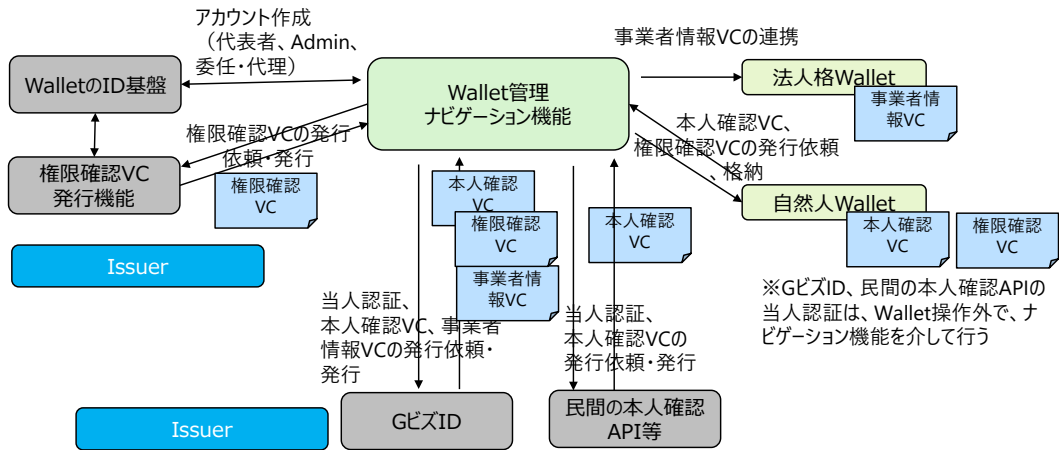 アカウント作成
（代表者、Admin、
委任・代理）
WalletのID基盤
権限確認VCの発行
依頼・発行
権限確認VC
発行機能
権限確認
VC
Issuer
Wallet管理
ナビゲーション機能
事業者情報VCの連携
法人格Wallet
事業者情
報VC
本人確認VC、
権限確認VCの発行依頼
、格納
自然人Wallet
本人確認
VC
権限確認
VC
※GビズID、民間の本人確認APIの
当人認証は、Wallet操作外で、ナ
ビゲーション機能を介して行う
本人確認
VC
権限確認
VC
事業者情
報VC
本人確認
VC
当人認証、
本人確認VC、事業者
情報VCの発行依頼・
発行
当人認証、
本人確認VCの
発行依頼・発行
Issuer
GビズID
民間の本人確認
API等